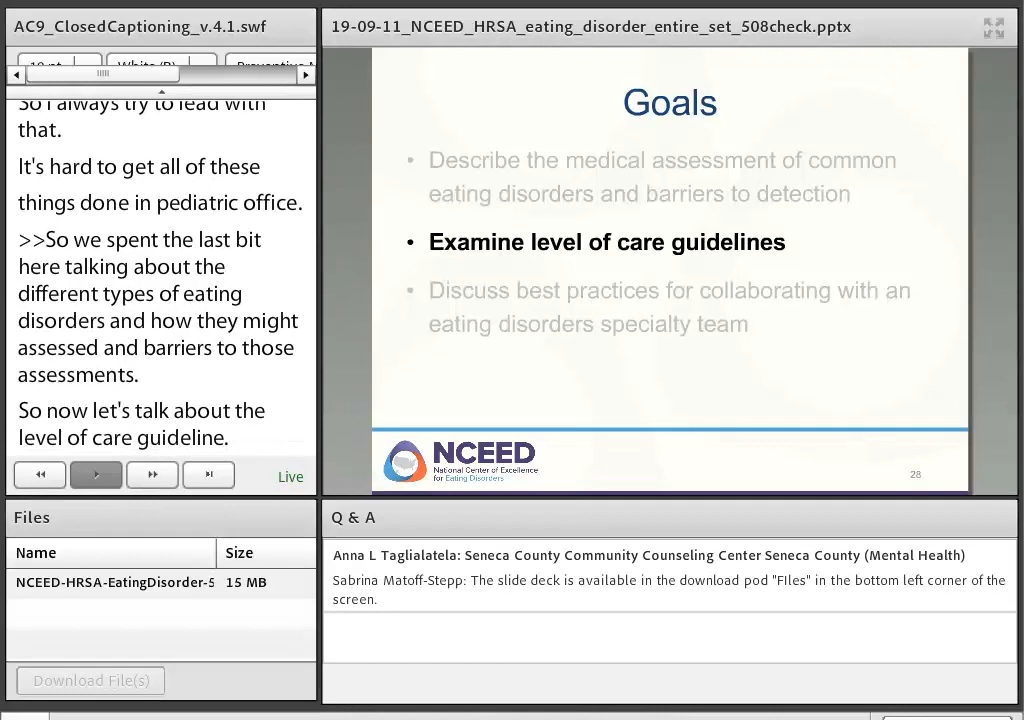 AC9_ClosedCaptioning_v.4.1.swf
So I always try to lead with
that.
It's hard to get all of these
things done in pediatric office.
>>So we spent the last bit
here talking about the
different types of eating
disorders and how they might
assessed and barriers to those
assessments.
So now let's talk about the
level of care guideline.
Live
19-09-11_NCEED_HRSA_eating_disorder_entire_set_508check.pptx
Goals
• Describe the medical assessment of common
eating disorders and barriers to detection
• Examine level of care guidelines
• Discuss best practices for collaborating with an
eating disorders specialty team
NCEED
National Center of Excellence
for Eating Disorders
28
Files
Name Size
NCEED-HRSA-EatingDisorder-5 15 MB
Download File(s)
Q & A
Anna L Taglialatela: Seneca County Community Counseling Center Seneca County (Mental Health)
Sabrina Matoff-Stepp: The slide deck is available in the download pod "FIles" in the bottom left corner of the
screen.